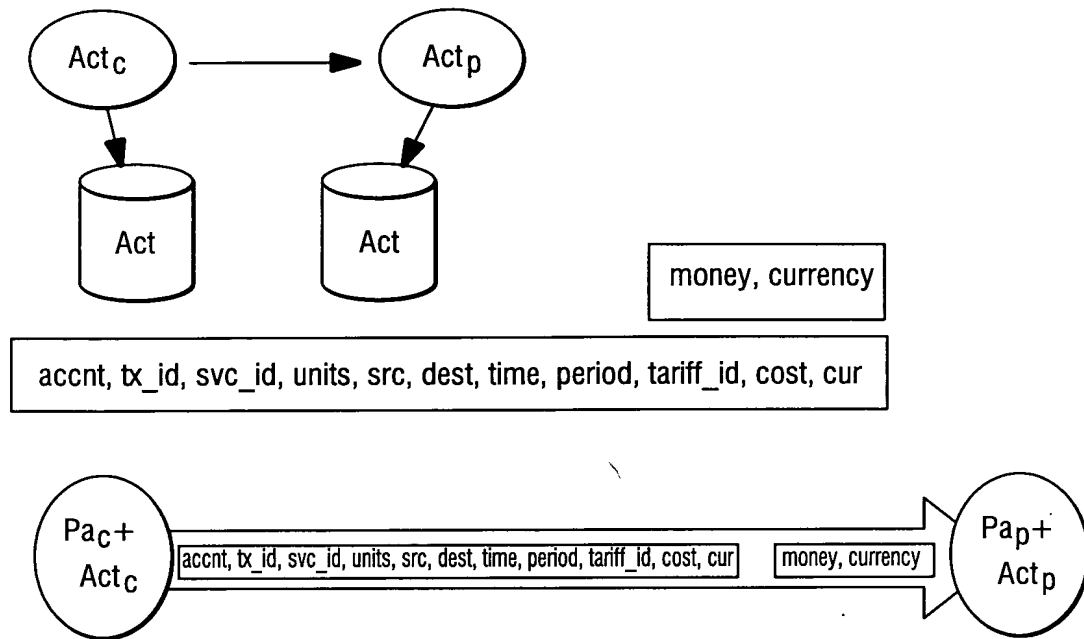 Actc
Actp
Act
Act
money, currency
accnt, tx_id, svc_id, units, src, dest, time, period, tariff_id, cost, cur
Pac+
Actc
accnt, tx_id, svc_id, units, src, dest, time, period, tariff_id, cost, cur
money, currency
Pap+
Actp